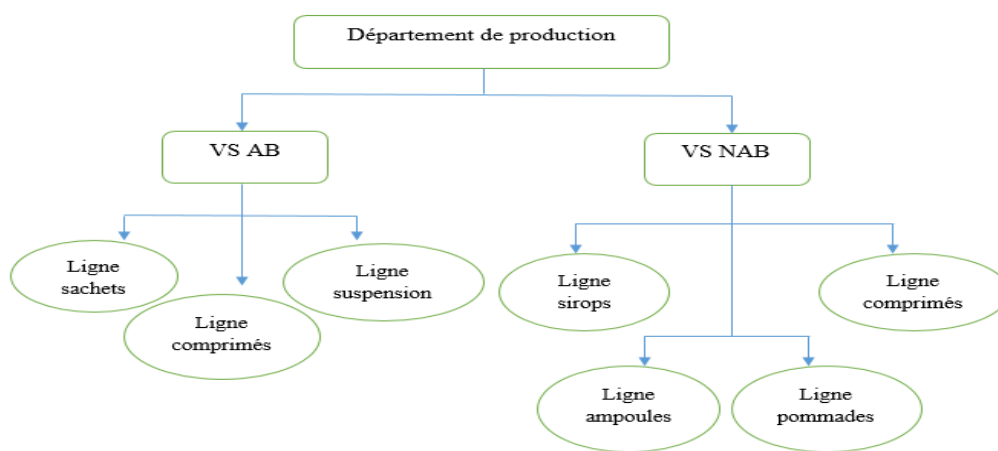 Département de production
VS AB
VS NAB
Ligne
sachets
Ligne
comprimés
Ligne
suspension
Ligne
sirops
Ligne
ampoules
Ligne
pommades
Ligne
comprimés